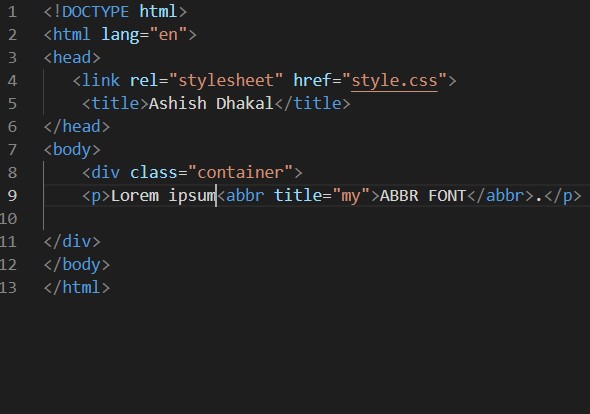 1 <!DOCTYPE html>
2 <html lang="en">
3 <head>
4 <link rel="stylesheet" href="style.css">
5 <title>Ashish Dhakal</title>
6 </head>
7 <body>
8 <div class="container">
9 <p>Lorem ipsum<abbr title="my">ABBR FONT</abbr>.</p>
10
11 </div>
12 </body>
13 </html>